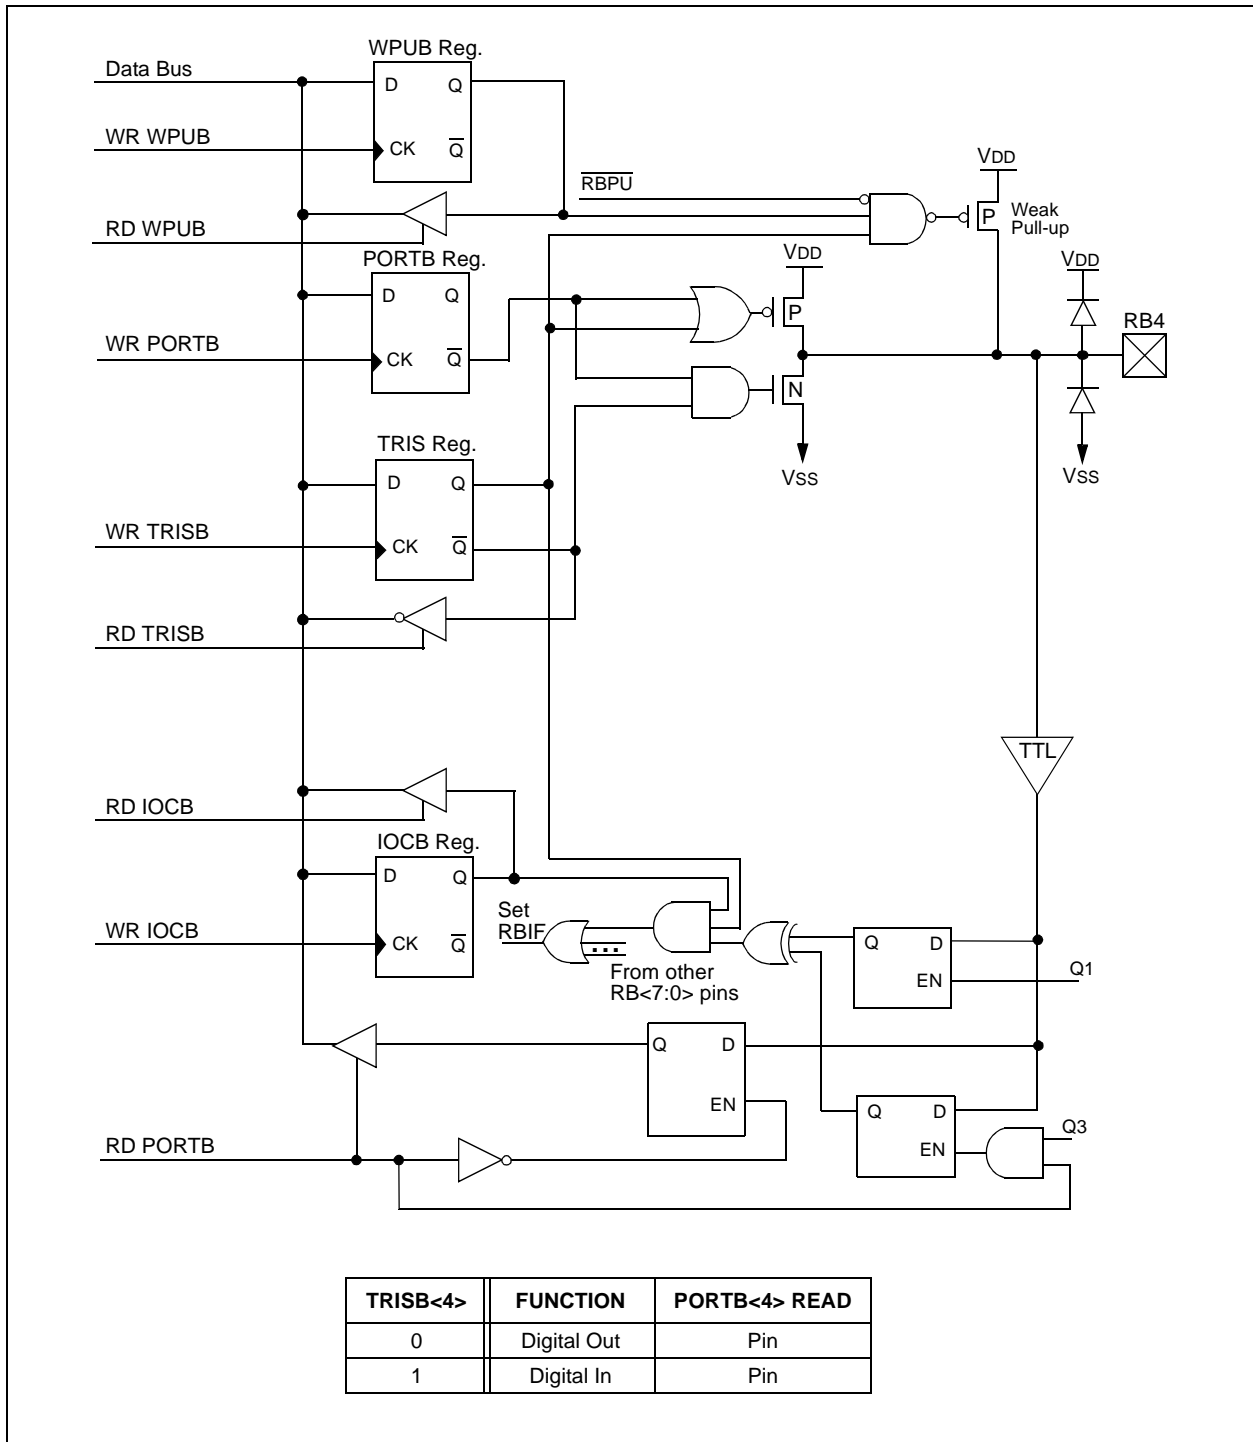 WPUB Reg.
Data Bus
D Q
WR WPUB
CK Q̅
VDD
R̅B̅P̅U̅
P
Weak
Pull-up
RD WPUB
PORTB Reg.
VDD
VDD
D Q
P
RB4
WR PORTB
CK Q̅
N
TRIS Reg.
VSS
VSS
D Q
WR TRISB
CK Q̅
RD TRISB
TTL
RD IOCB
IOCB Reg.
D Q
Set
RBIF
WR IOCB
CK Q̅
...
From other
RB<7:0> pins
Q D
EN
Q1
Q D
EN
Q D
EN
Q3
RD PORTB
TRISB<4> FUNCTION PORTB<4> READ
0 Digital Out Pin
1 Digital In Pin